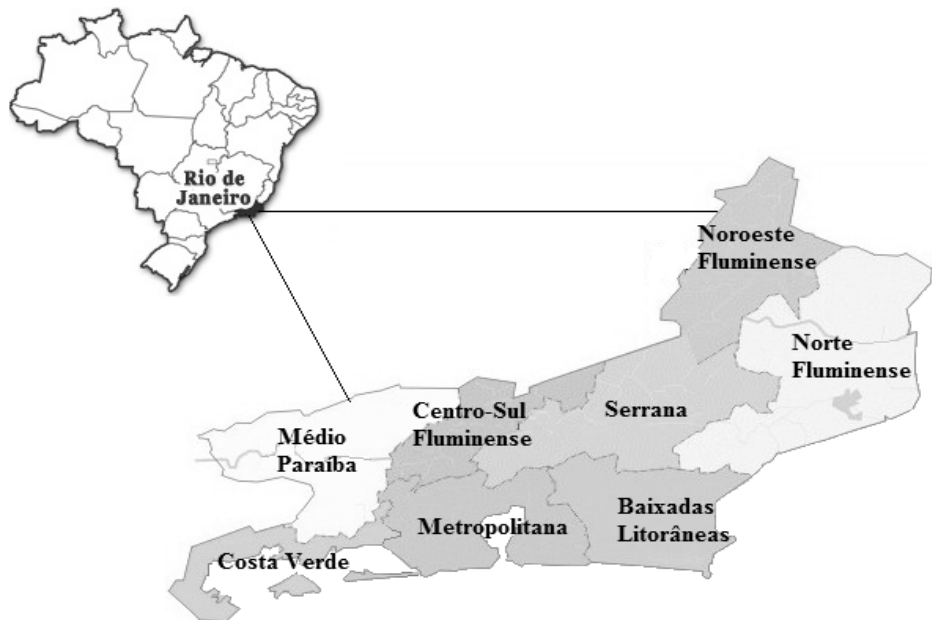 Rio de
Janeiro
Noroeste
Fluminense
Norte
Fluminense
Centro-Sul
Fluminense
Serrana
Médio
Paraíba
Baixadas
Litorâneas
Metropolitana
Costa Verde